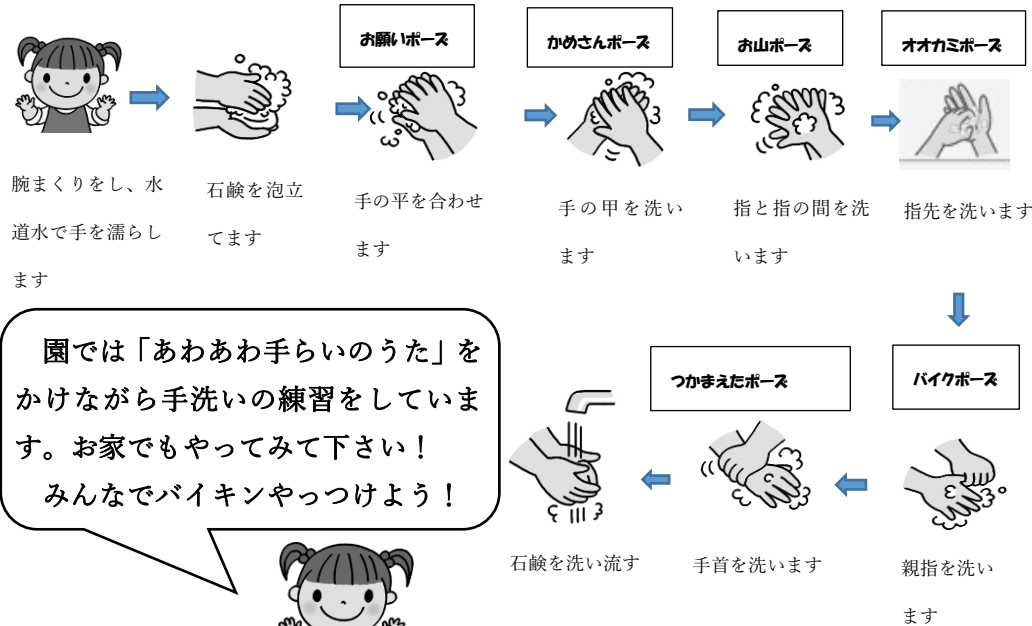 お願いポーズ
かめさんポーズ
お山ポーズ
オオカミポーズ
腕まくりをし、水
道水で手を濡らし
ます
石鹸を泡立
てます
手の平を合わせ
ます
手の甲を洗い
ます
指と指の間を洗
います
指先を洗います
バイクポーズ
親指を洗い
ます
つかまえたポーズ
手首を洗います
石鹸を洗い流す
園では「あわあわ手らいのうた」を
かけながら手洗いの練習をしていま
す。お家でもやってみて下さい！
みんなでバイキンやっつけよう！